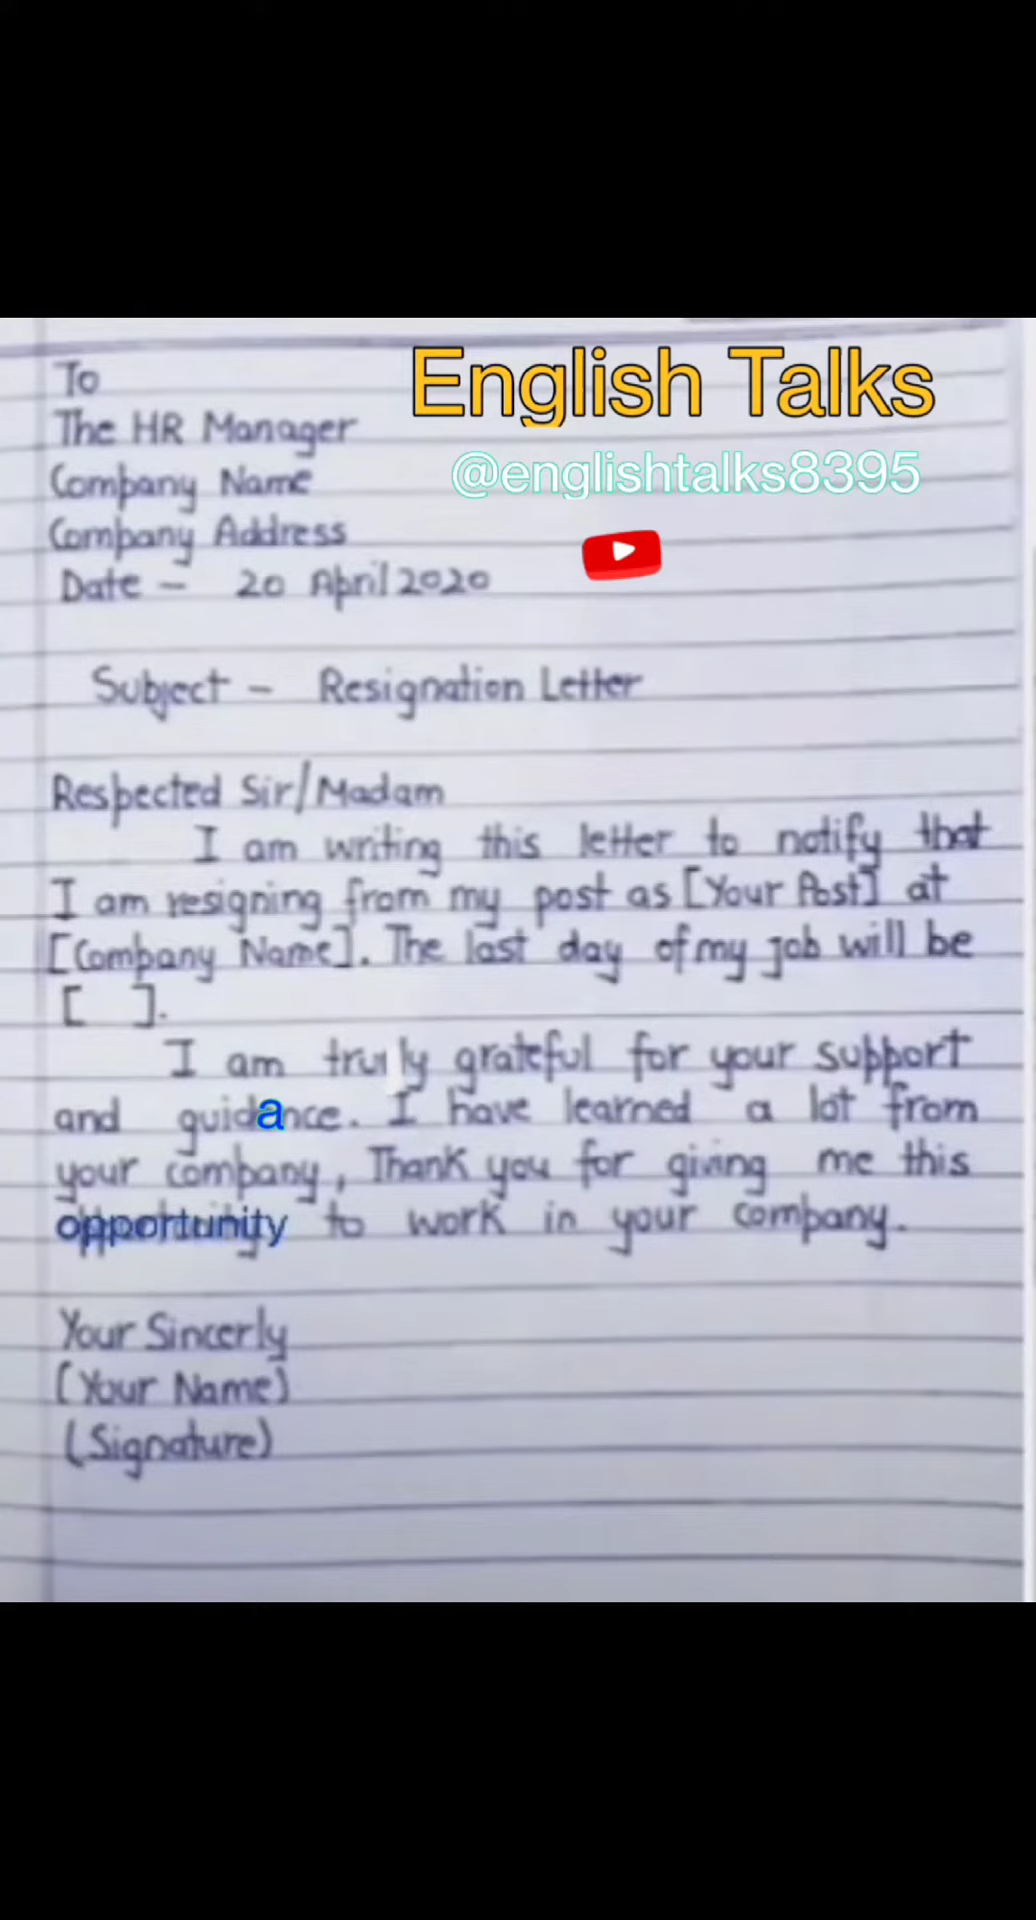 English Talks
@englishtalks8395
To
The HR Manager
Company Name
Company Address
Date - 20 April 2020
Subject - Resignation Letter
Respected Sir/Madam
I am writing this letter to notify that
I am resigning from my post as [Your Post] at
[Company Name]. The last day of my job will be
[ ].
I am truly grateful for your support
and guidance. I have learned a lot from
your company, Thank you for giving me this
opportunity to work in your company.
Your Sincerly
(Your Name)
(Signature)